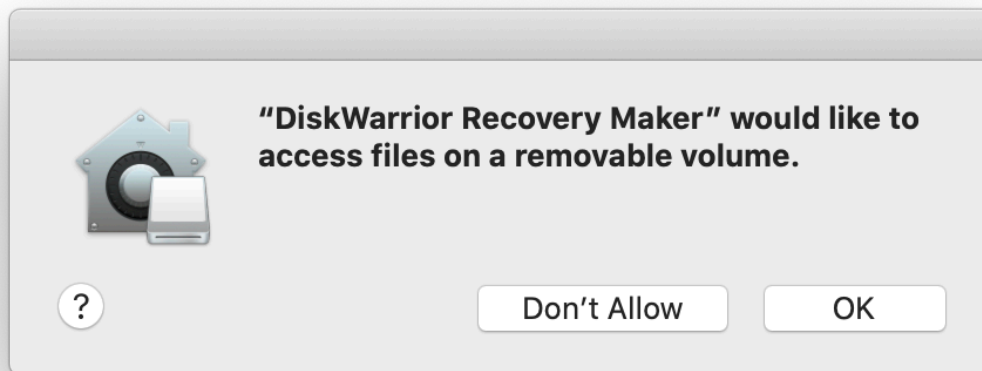 “DiskWarrior Recovery Maker” would like to
access files on a removable volume.
?
Don’t Allow
OK